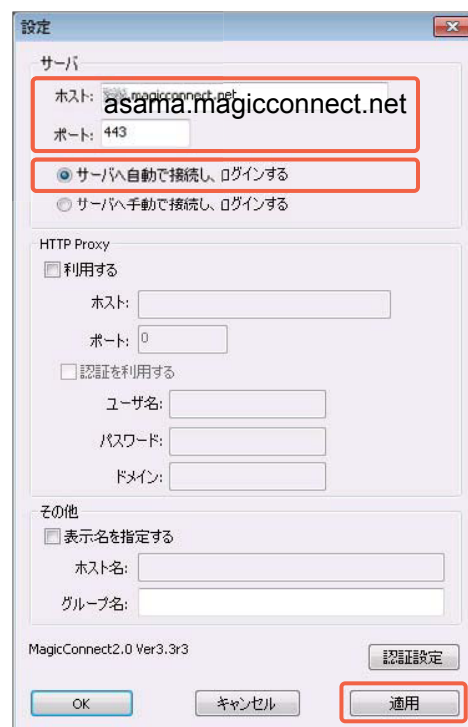 設定
サーバ
ホスト: asama.magicconnect.net
ポート: 443
サーバへ自動で接続し、ログインする
サーバへ手動で接続し、ログインする
HTTP Proxy
利用する
ホスト:
ポート: 0
認証を利用する
ユーザ名:
パスワード:
ドメイン:
その他
表示名を指定する
ホスト名:
グループ名:
MagicConnect2.0 Ver3.3r3
認証設定
OK キャンセル 適用